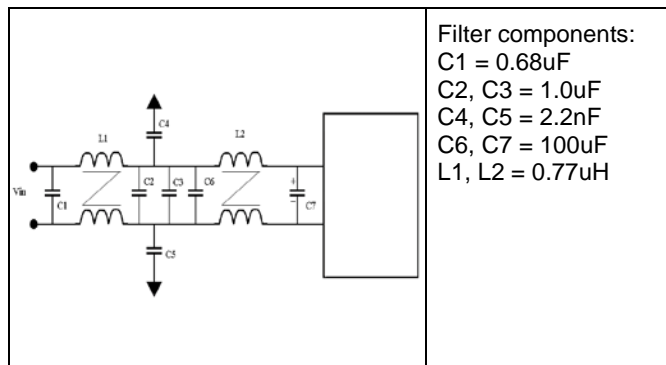 Filter components:
C1 = 0.68uF
C2, C3 = 1.0uF
C4, C5 = 2.2nF
C6, C7 = 100uF
L1, L2 = 0.77uH
C4
L1
L2
Vin
C1
C2
C3
C6
+
−
C7
C5